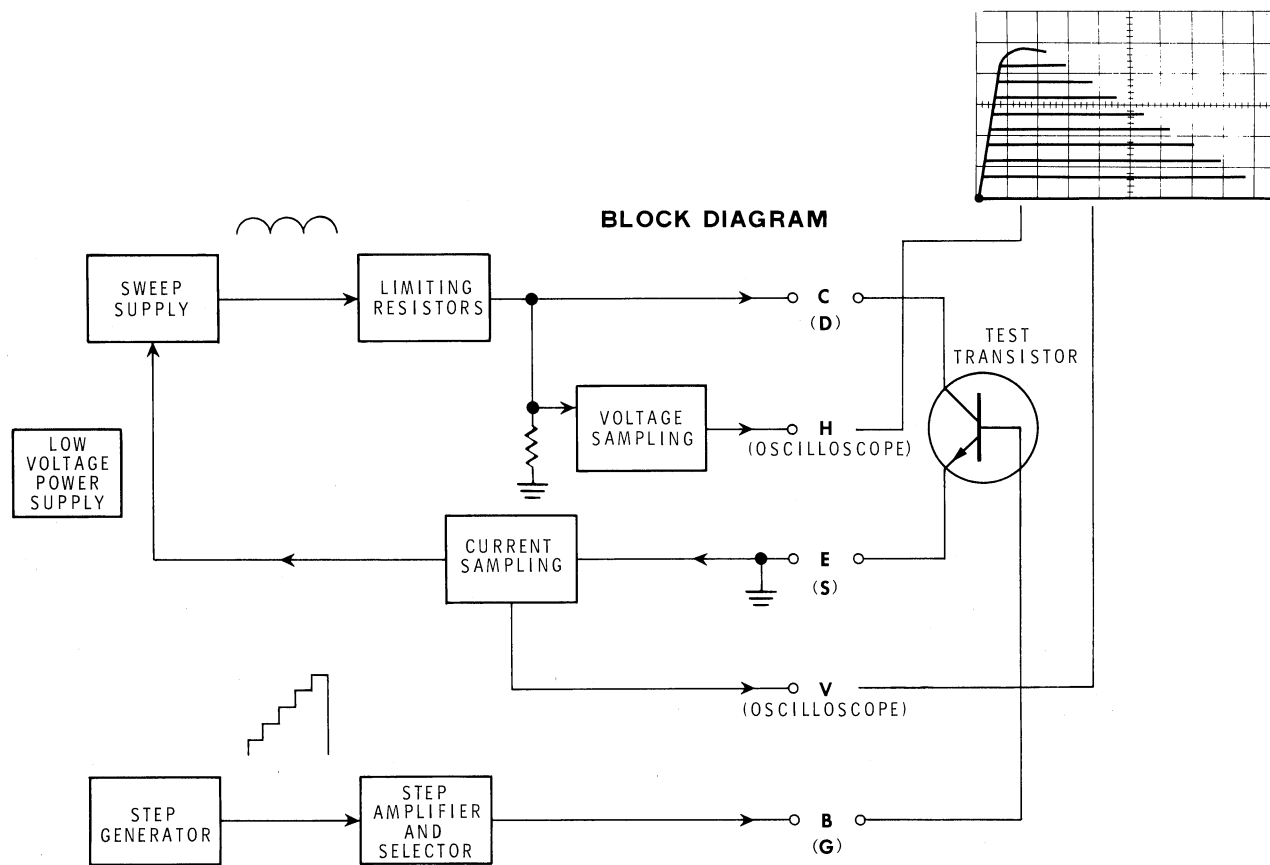 BLOCK DIAGRAM
SWEEP
SUPPLY
LIMITING
RESISTORS
C
(D)
TEST
TRANSISTOR
VOLTAGE
SAMPLING
H
(OSCILLOSCOPE)
LOW
VOLTAGE
POWER
SUPPLY
CURRENT
SAMPLING
E
(S)
V
(OSCILLOSCOPE)
STEP
GENERATOR
STEP
AMPLIFIER
AND
SELECTOR
B
(G)